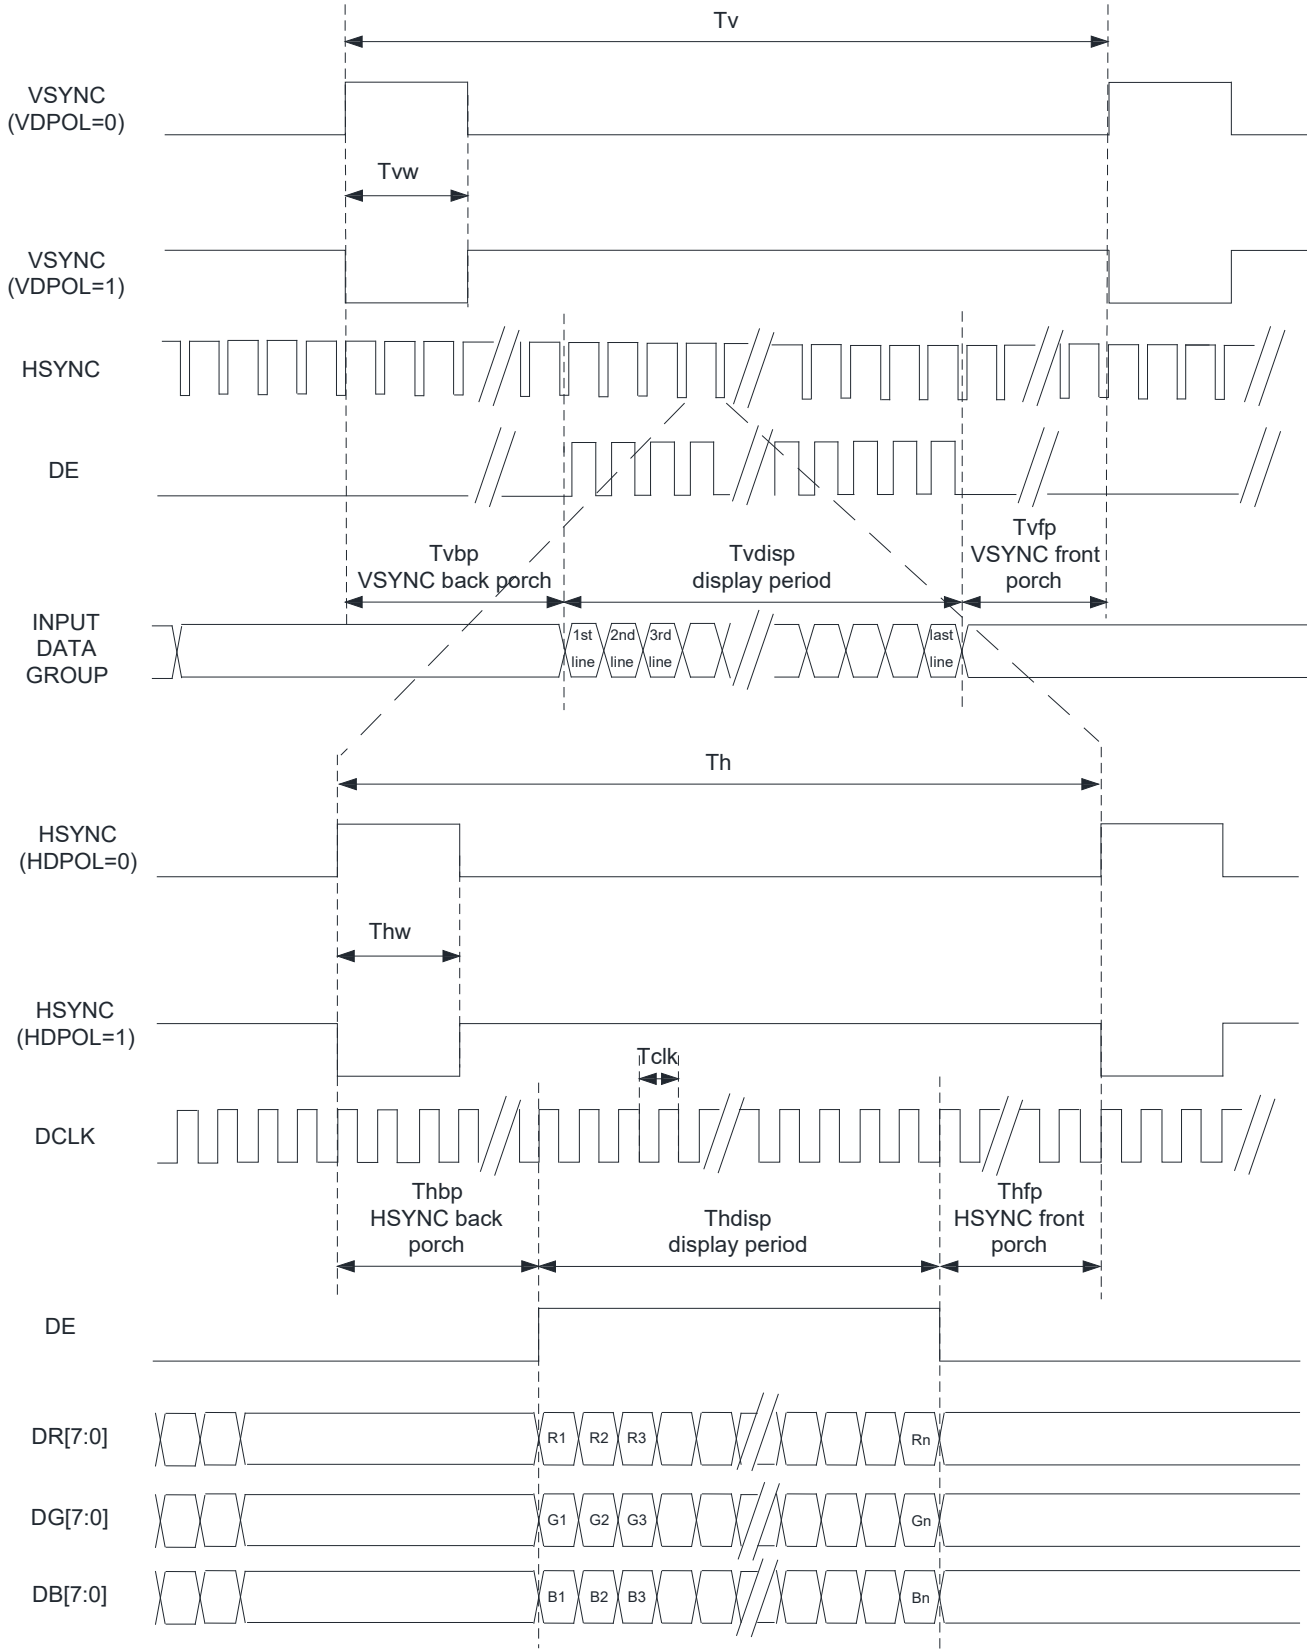 Tv
VSYNC
(VDPOL=0)
Tvw
VSYNC
(VDPOL=1)
HSYNC
DE
Tvbp
VSYNC back porch
Tvdisp
display period
Tvfp
VSYNC front
porch
INPUT
DATA
GROUP
1st
line
2nd
line
3rd
line
last
line
Th
HSYNC
(HDPOL=0)
Thw
HSYNC
(HDPOL=1)
Tclk
DCLK
Thbp
HSYNC back
porch
Thdisp
display period
Thfp
HSYNC front
porch
DE
DR[7:0]
R1
R2
R3
Rn
DG[7:0]
G1
G2
G3
Gn
DB[7:0]
B1
B2
B3
Bn